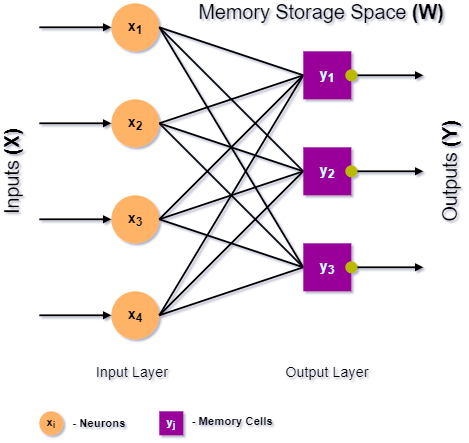 Memory Storage Space (W)
x1
y1
x2
Inputs (X)
Outputs (Y)
y2
x3
y3
x4
Input Layer
Output Layer
xi - Neurons
yj - Memory Cells